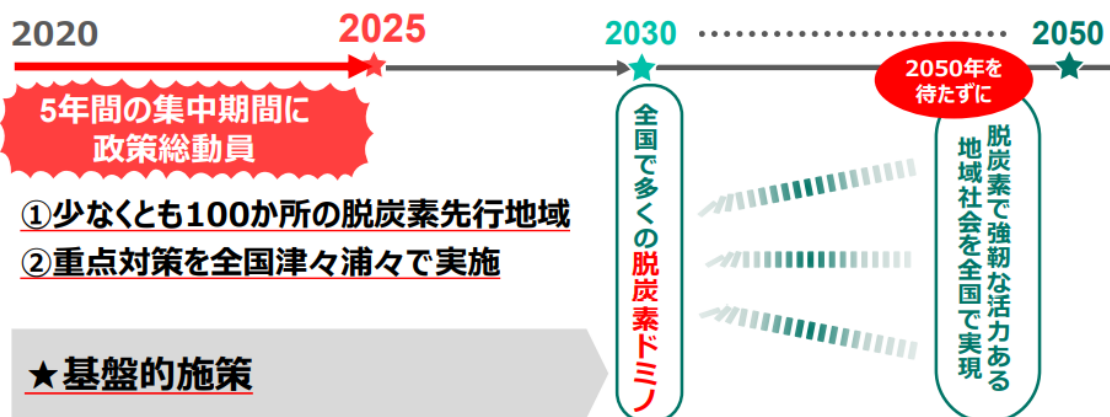 2020
2025
2030
2050
5年間の集中期間に
政策総動員
①少なくとも100か所の脱炭素先行地域
②重点対策を全国津々浦々で実施
★基盤的施策
全国で多くの脱炭素ドミノ
2050年を
待たずに
脱炭素で強靭な活力ある
地域社会を全国で実現